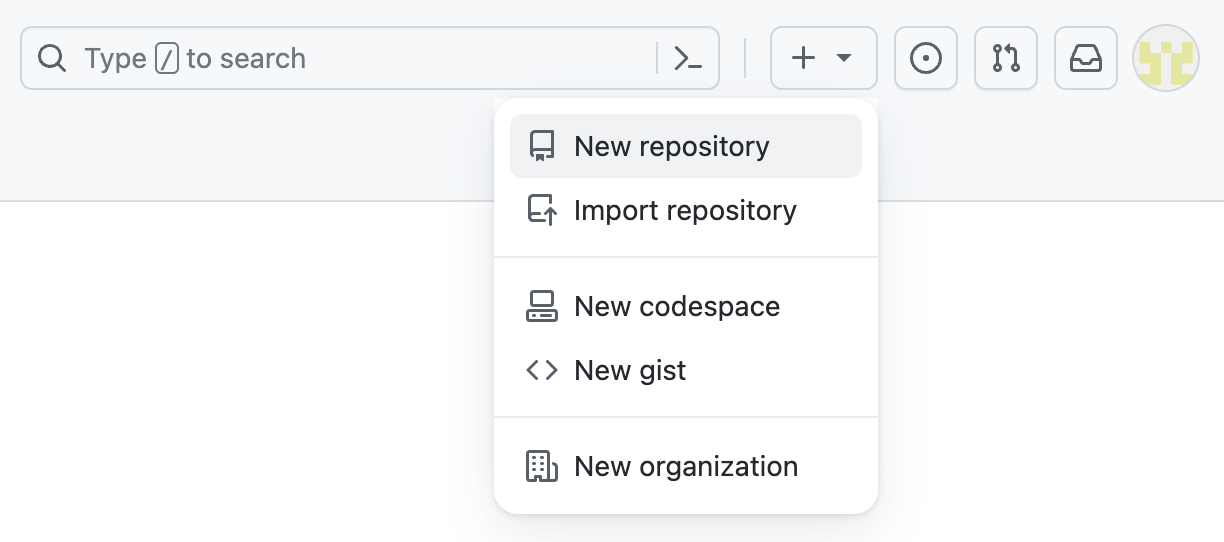 Type / to search
New repository
Import repository
New codespace
New gist
New organization